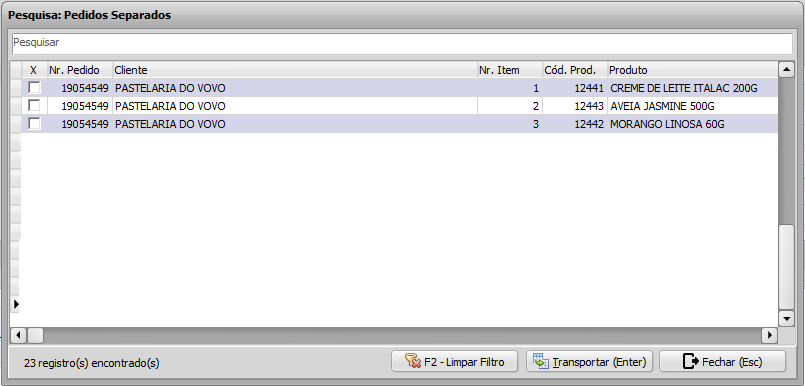 Pesquisa: Pedidos Separados
Pesquisar
X Nr. Pedido Cliente Nr. Item Cód. Prod. Produto
19054549 PASTELARIA DO VOVO 1 12441 CREME DE LEITE ITALAC 200G
19054549 PASTELARIA DO VOVO 2 12443 AVEIA JASMINE 500G
19054549 PASTELARIA DO VOVO 3 12442 MORANGO LINOSA 60G
23 registro(s) encontrado(s) F2 - Limpar Filtro Transportar (Enter) Fechar (Esc)